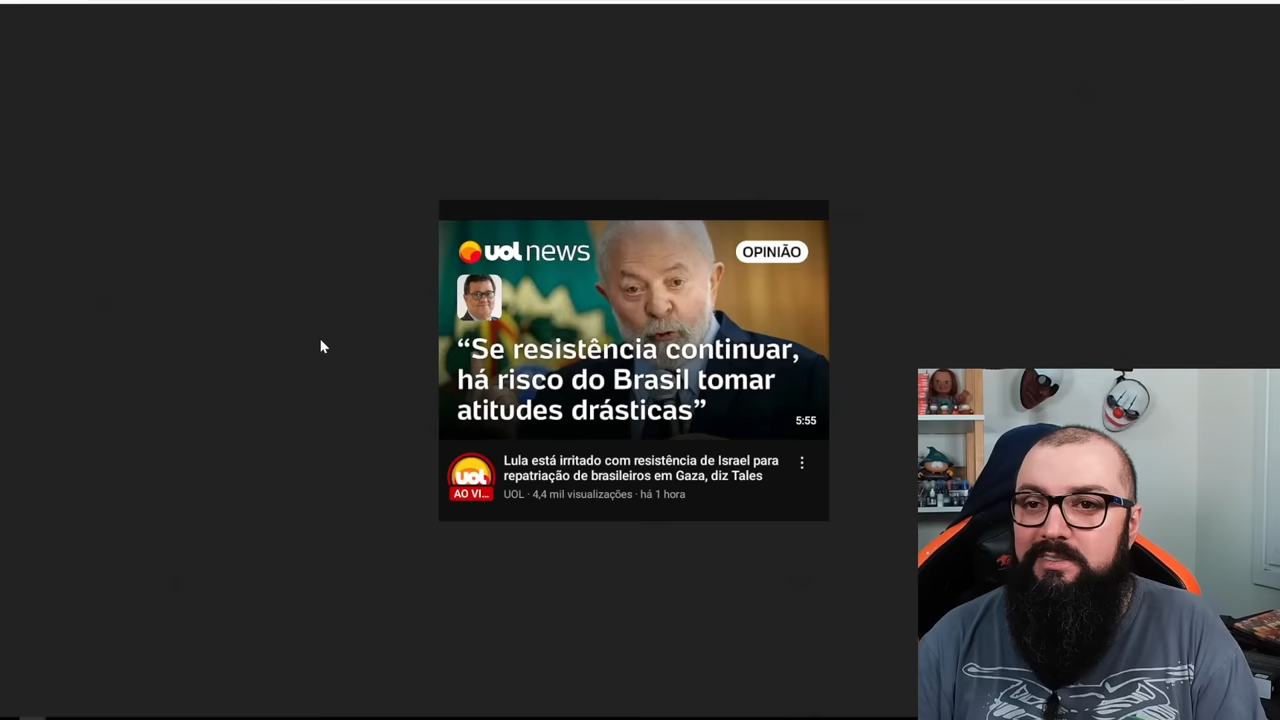 uol news
OPINIÃO
“Se resistência continuar,
há risco do Brasil tomar
atitudes drásticas”
5:55
Lula está irritado com resistência de Israel para
repatriação de brasileiros em Gaza, diz Tales
uol
AO VI...
UOL · 4,4 mil visualizações · há 1 hora